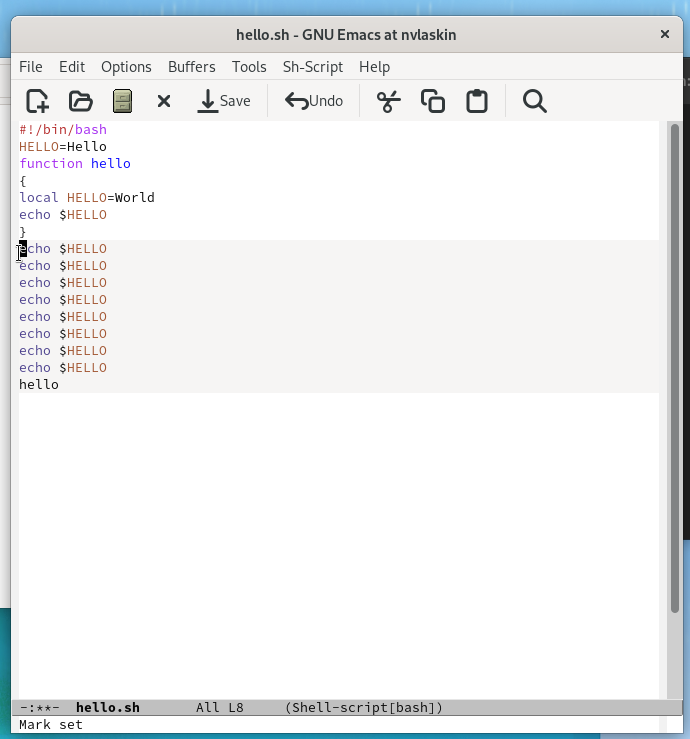 hello.sh - GNU Emacs at nvlaskin ×
File Edit Options Buffers Tools Sh-Script Help
Save Undo
#!/bin/bash
HELLO=Hello
function hello
{
local HELLO=World
echo $HELLO
}
echo $HELLO
echo $HELLO
echo $HELLO
echo $HELLO
echo $HELLO
echo $HELLO
echo $HELLO
echo $HELLO
hello
-:**- hello.sh All L8 (Shell-script[bash])
Mark set